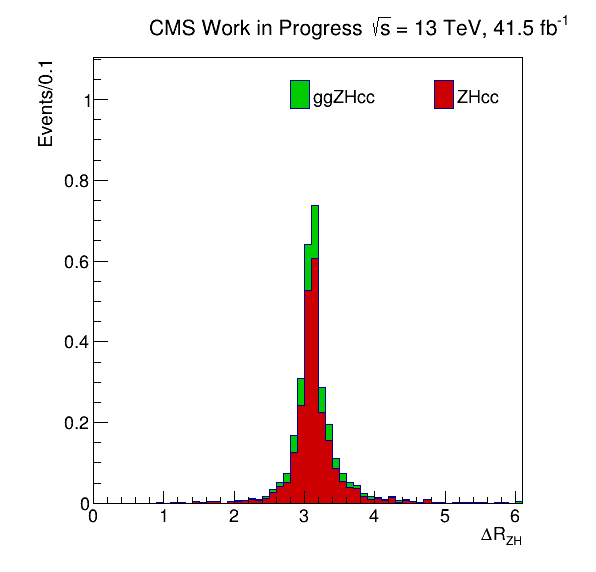 CMS Work in Progress √s = 13 TeV, 41.5 fb⁻¹
Events/0.1
ggZHcc ZHcc
1
0.8
0.6
0.4
0.2
0
0 1 2 3 4 5 6
ΔR_ZH